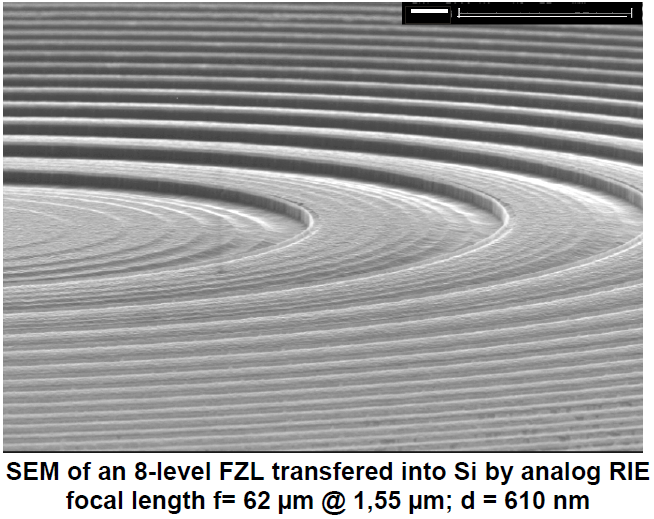 SEM of an 8-level FZL transfered into Si by analog RIE
focal length f= 62 µm @ 1,55 µm; d = 610 nm